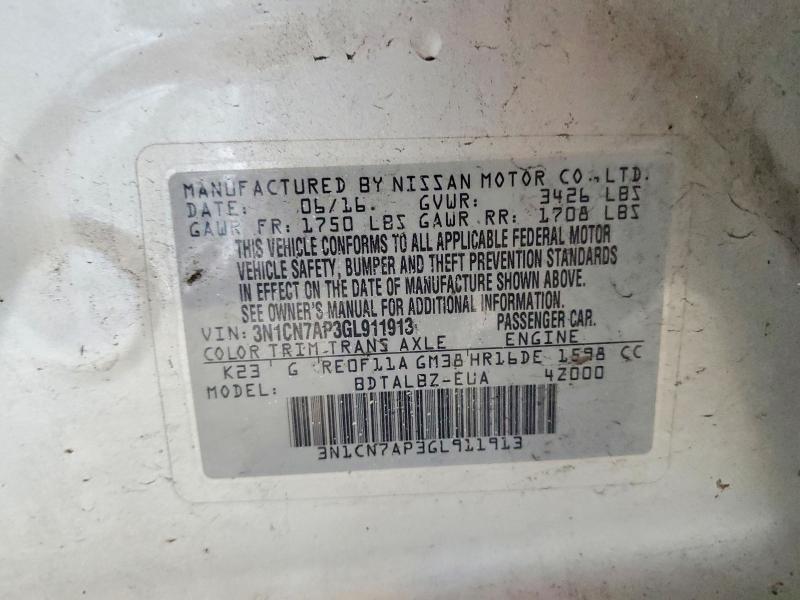 MANUFACTURED BY NISSAN MOTOR CO.,LTD.
DATE: 06/16. GVWR: 3426 LBS
GAWR FR: 1750 LBS GAWR RR: 1708 LBS
THIS VEHICLE CONFORMS TO ALL APPLICABLE FEDERAL MOTOR
VEHICLE SAFETY, BUMPER AND THEFT PREVENTION STANDARDS
IN EFFECT ON THE DATE OF MANUFACTURE SHOWN ABOVE.
SEE OWNER'S MANUAL FOR ADDITIONAL INFORMATION.
VIN: 3N1CN7AP3GL911913 PASSENGER CAR.
COLOR TRIM TRANS AXLE ENGINE
K23 G RE0F11A GM38 HR16DE 1598 CC
MODEL: BDTALBZ-EUA 42000
3N1CN7AP3GL911913